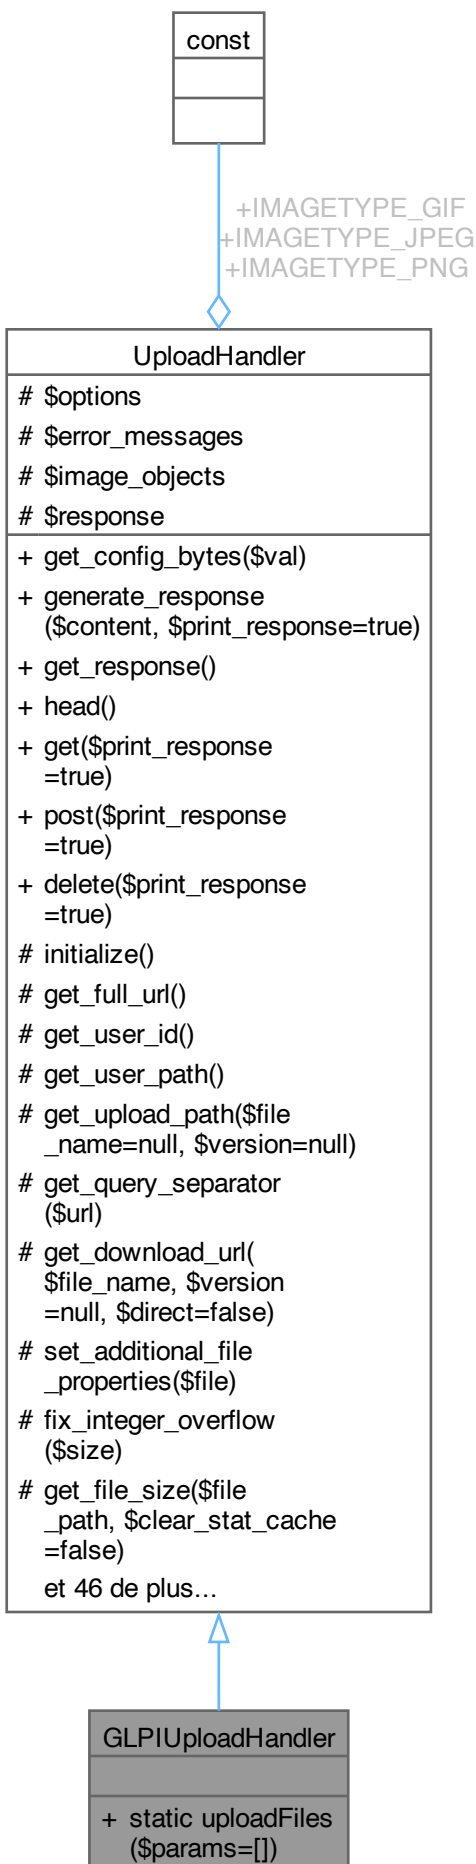 const
+IMAGETYPE_GIF
+IMAGETYPE_JPEG
+IMAGETYPE_PNG
UploadHandler
# $options
# $error_messages
# $image_objects
# $response
+ get_config_bytes($val)
+ generate_response
($content, $print_response=true)
+ get_response()
+ head()
+ get($print_response
=true)
+ post($print_response
=true)
+ delete($print_response
=true)
# initialize()
# get_full_url()
# get_user_id()
# get_user_path()
# get_upload_path($file
_name=null, $version=null)
# get_query_separator
($url)
# get_download_url(
$file_name, $version
=null, $direct=false)
# set_additional_file
_properties($file)
# fix_integer_overflow
($size)
# get_file_size($file
_path, $clear_stat_cache
=false)
et 46 de plus...
GLPIUploadHandler
+ static uploadFiles
($params=[])